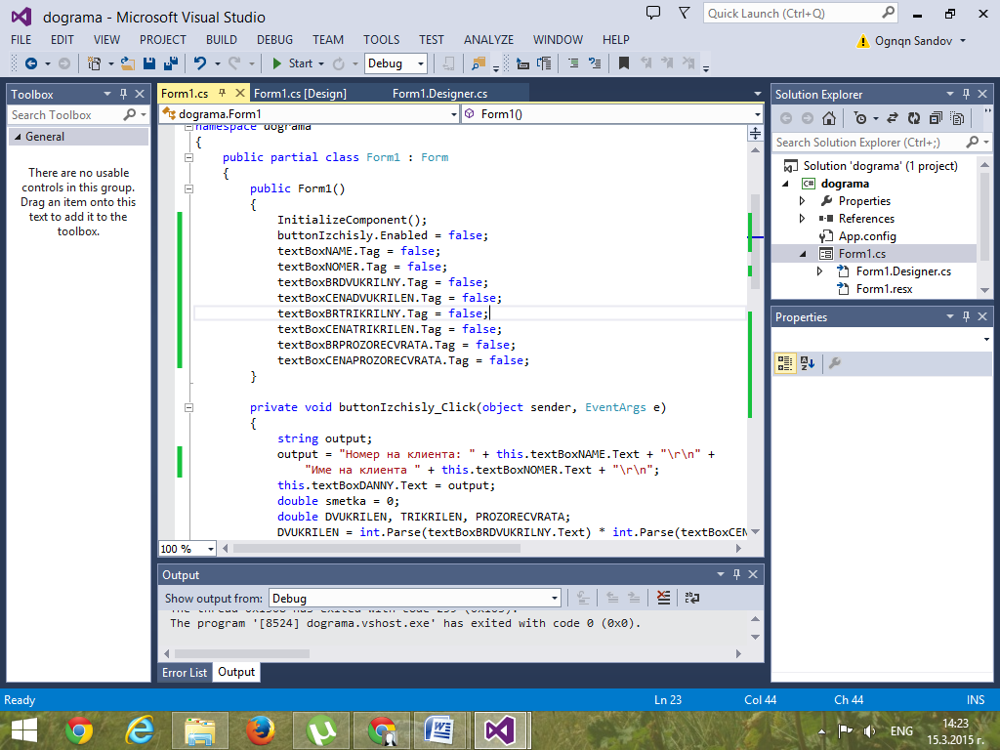 dograma - Microsoft Visual Studio
Quick Launch (Ctrl+Q)
FILE EDIT VIEW PROJECT BUILD DEBUG TEAM TOOLS TEST ANALYZE WINDOW HELP
Ognqn Sandov
Start Debug
Toolbox
Search Toolbox
General
There are no usable
controls in this group.
Drag an item onto this
text to add it to the
toolbox.
Form1.cs Form1.cs [Design] Form1.Designer.cs
dograma.Form1 Form1()
namespace dograma
{
public partial class Form1 : Form
{
public Form1()
{
InitializeComponent();
buttonIzchisly.Enabled = false;
textBoxNAME.Tag = false;
textBoxNOMER.Tag = false;
textBoxBRDVUKRILNY.Tag = false;
textBoxCENADVUKRILEN.Tag = false;
textBoxBRTRIKRILNY.Tag = false;
textBoxCENATRIKRILEN.Tag = false;
textBoxBRPROZORECVRATA.Tag = false;
textBoxCENAPROZORECVRATA.Tag = false;
}
private void buttonIzchisly_Click(object sender, EventArgs e)
{
string output;
output = "Номер на клиента: " + this.textBoxNAME.Text + "\r\n" +
"Име на клиента " + this.textBoxNOMER.Text + "\r\n";
this.textBoxDANNY.Text = output;
double smetka = 0;
double DVUKRILEN, TRIKRILEN, PROZORECVRATA;
DVUKRILEN = int.Parse(textBoxBRDVUKRILNY.Text) * int.Parse(textBoxCEN
100 %
Solution Explorer
Search Solution Explorer (Ctrl+;)
Solution 'dograma' (1 project)
C# dograma
Properties
References
App.config
Form1.cs
Form1.Designer.cs
Form1.resx
Properties
Output
Show output from: Debug
The thread 0x1568 has exited with code 259 (0x103).
The program '[8524] dograma.vshost.exe' has exited with code 0 (0x0).
Error List Output
Ready Ln 23 Col 44 Ch 44 INS
ENG
14:23
15.3.2015 г.